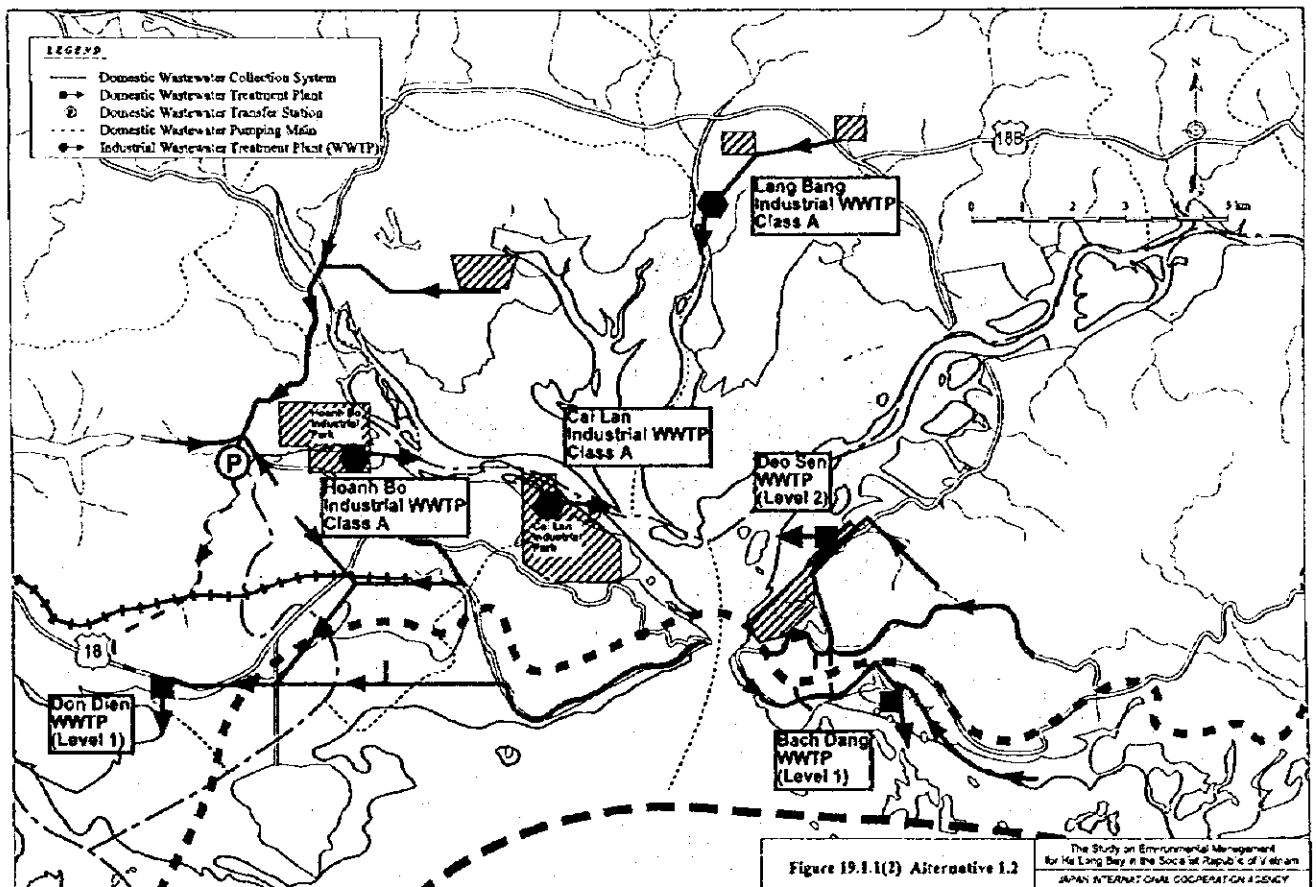 LEGEND
Domestic Wastewater Collection System
Domestic Wastewater Treatment Plant
P Domestic Wastewater Transfer Station
Domestic Wastewater Pumping Main
Industrial Wastewater Treatment Plant (WWTP)
N
18B
Lang Bang
Industrial WWTP
Class A
0 1 2 3 4 5 km
Hoanh Bo
Industrial
Park
Cai Lan
Industrial WWTP
Class A
P
Hoanh Bo
Industrial WWTP
Class A
Deo Sen
WWTP
(Level 2)
Cai Lan
Industrial
Park
18
Don Dien
WWTP
(Level 1)
Bach Dang
WWTP
(Level 1)
Figure 19.1.1(2) Alternative 1.2
The Study on Environmental Management
for Ha Long Bay in the Socialist Republic of Vietnam
JAPAN INTERNATIONAL COOPERATION AGENCY